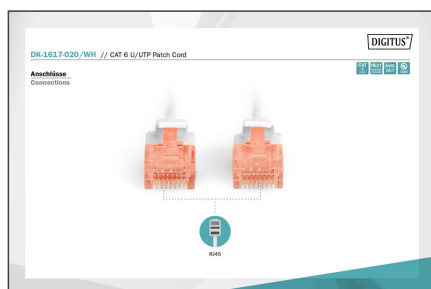 DIGITUS®
DK-1617-020/WH // CAT 6 U/UTP Patch Cord
Anschlüsse
Connections
RJ45